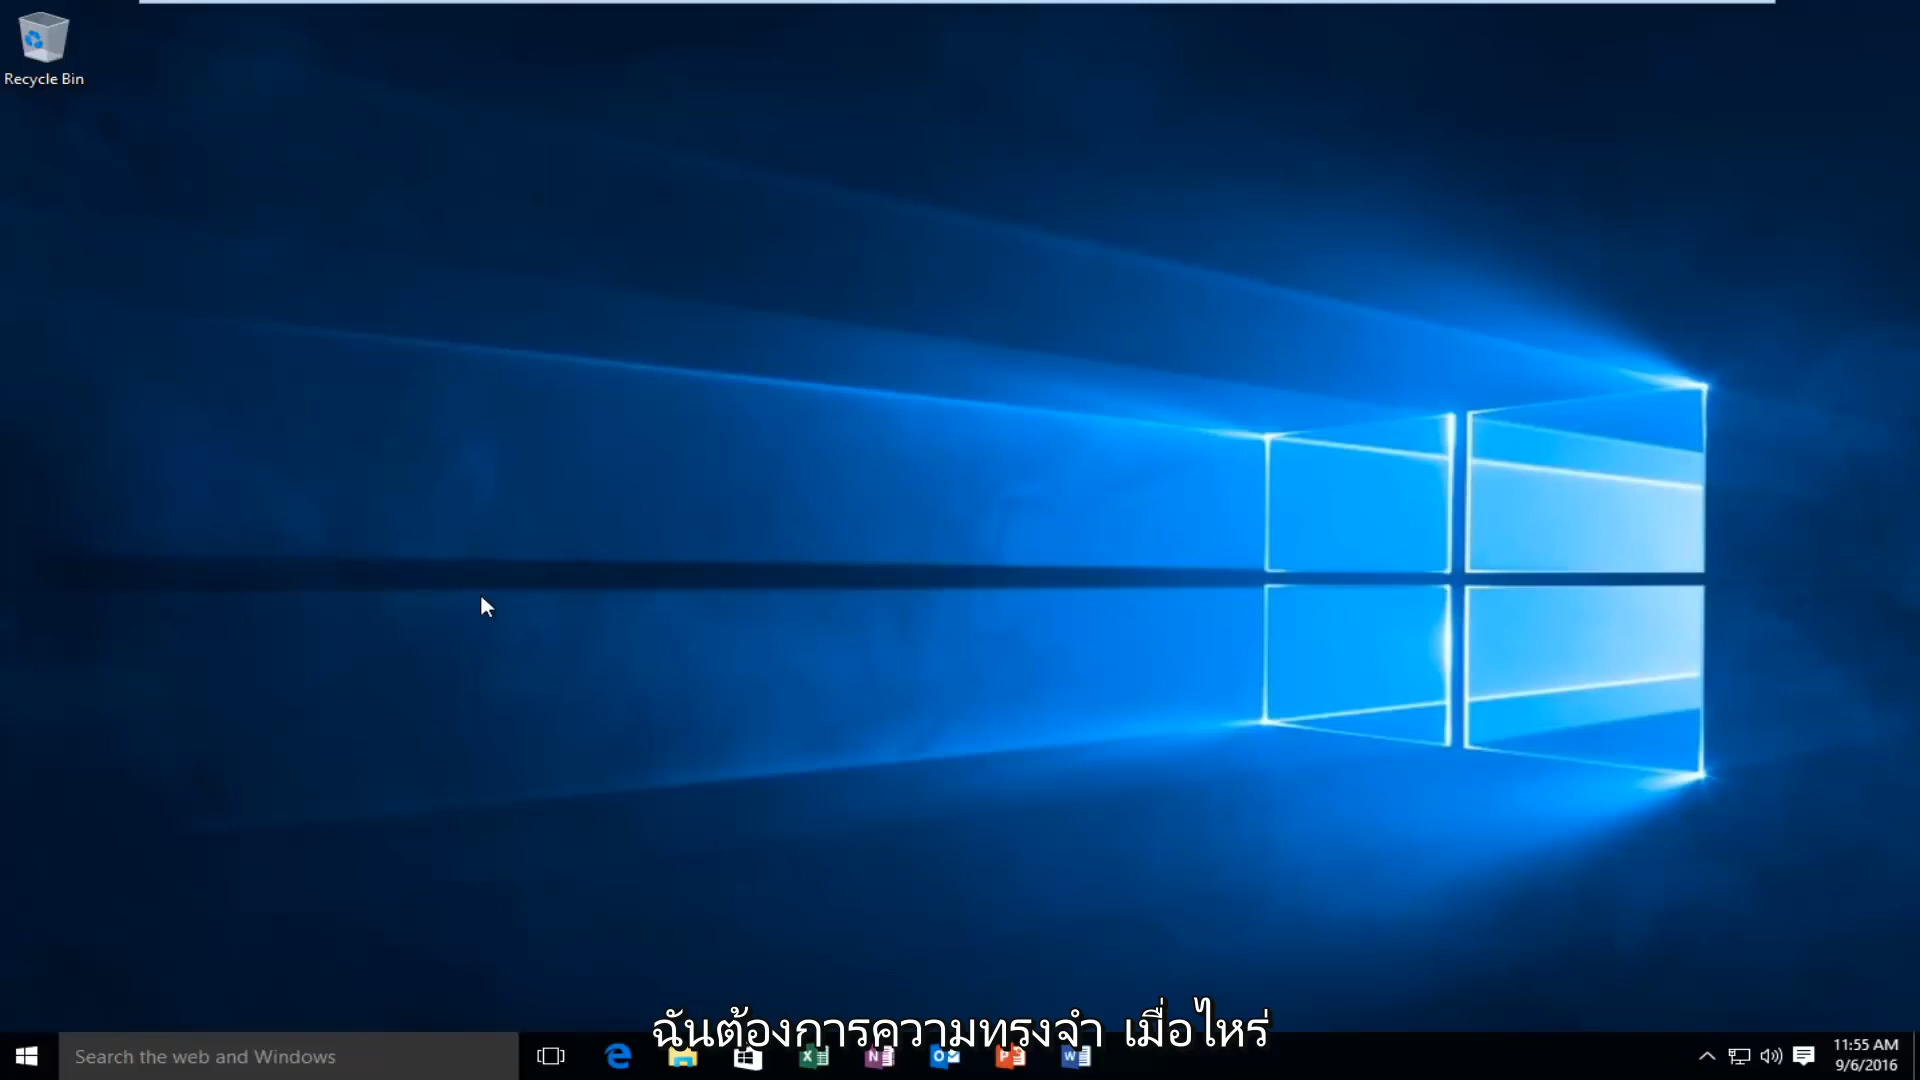 Recycle Bin
ฉันต้องการความทรงจำ เมื่อไหร่
Search the web and Windows
11:55 AM
9/6/2016